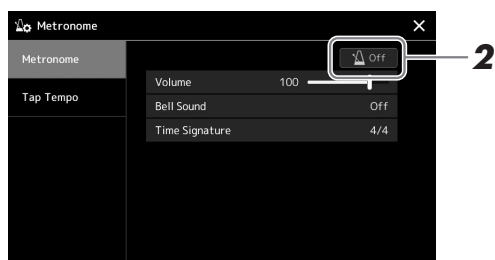 Metronome
Metronome
Off
2
Volume 100
Tap Tempo
Bell Sound Off
Time Signature 4/4